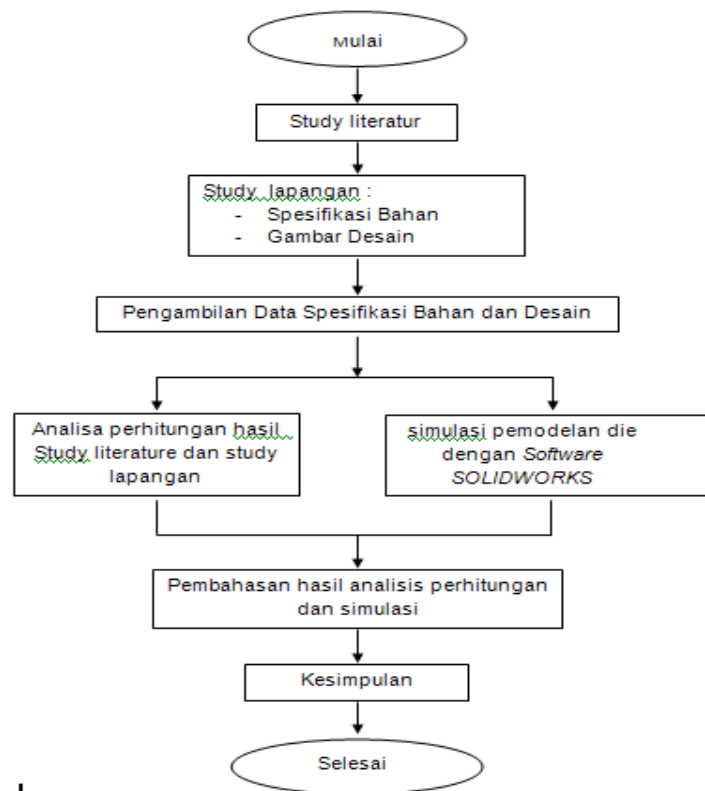 Mulai
Study literatur
Study lapangan :
- Spesifikasi Bahan
- Gambar Desain
Pengambilan Data Spesifikasi Bahan dan Desain
Analisa perhitungan hasil
Study literature dan study
lapangan
simulasi pemodelan die
dengan Software
SOLIDWORKS
Pembahasan hasil analisis perhitungan
dan simulasi
Kesimpulan
Selesai